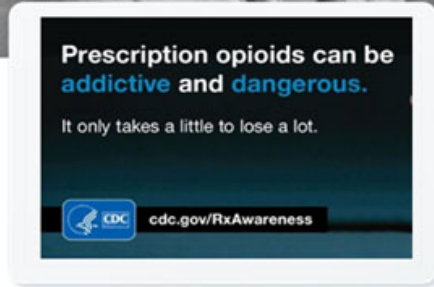 Prescription opioids can be
addictive and dangerous.
It only takes a little to lose a lot.
CDC
cdc.gov/RxAwareness